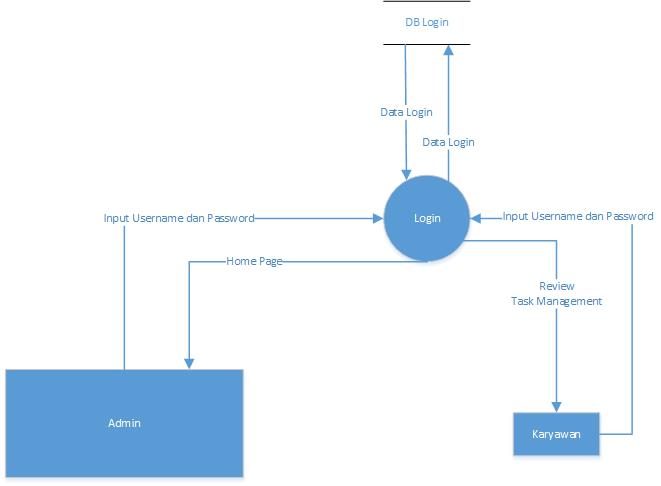 DB Login
Data Login
Data Login
Input Username dan Password
Login
Input Username dan Password
Home Page
Review
Task Management
Admin
Karyawan